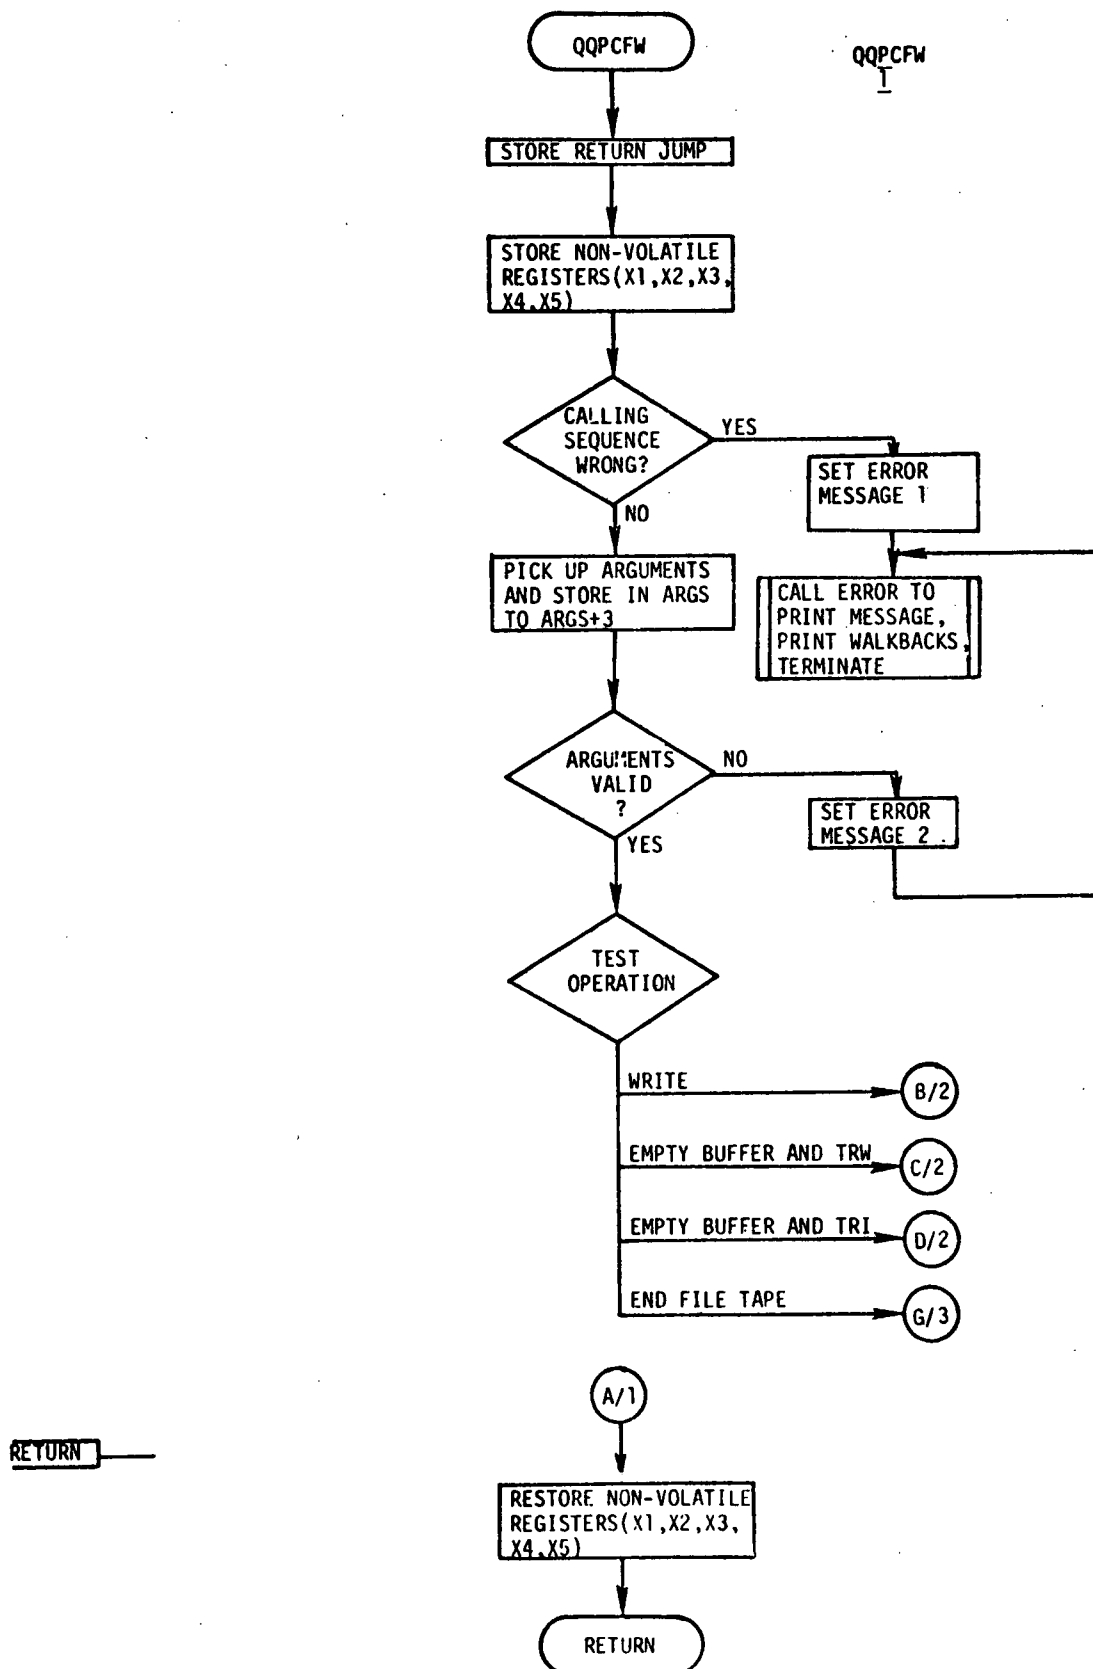 QQPCFW
QQPCFW
1
STORE RETURN JUMP
STORE NON-VOLATILE
REGISTERS(X1,X2,X3,
X4,X5)
CALLING
SEQUENCE
WRONG?
YES
SET ERROR
MESSAGE 1
NO
PICK UP ARGUMENTS
AND STORE IN ARGS
TO ARGS+3
CALL ERROR TO
PRINT MESSAGE,
PRINT WALKBACKS,
TERMINATE
ARGUMENTS
VALID
?
NO
SET ERROR
MESSAGE 2
YES
TEST
OPERATION
WRITE
B/2
EMPTY BUFFER AND TRW
C/2
EMPTY BUFFER AND TRI
D/2
END FILE TAPE
G/3
A/1
RETURN
RESTORE NON-VOLATILE
REGISTERS(X1,X2,X3,
X4,X5)
RETURN